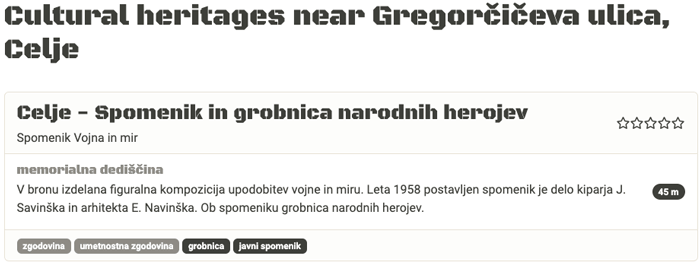 Cultural heritages near Gregorčičeva ulica,
Celje
Celje - Spomenik in grobnica narodnih herojev
Spomenik Vojna in mir
memorialna dediščina
V bronu izdelana figuralna kompozicija upodobitev vojne in miru. Leta 1958 postavljen spomenik je delo kiparja J.
Savinška in arhitekta E. Navinška. Ob spomeniku grobnica narodnih herojev.
45 m
zgodovina umetnostna zgodovina grobnica javni spomenik